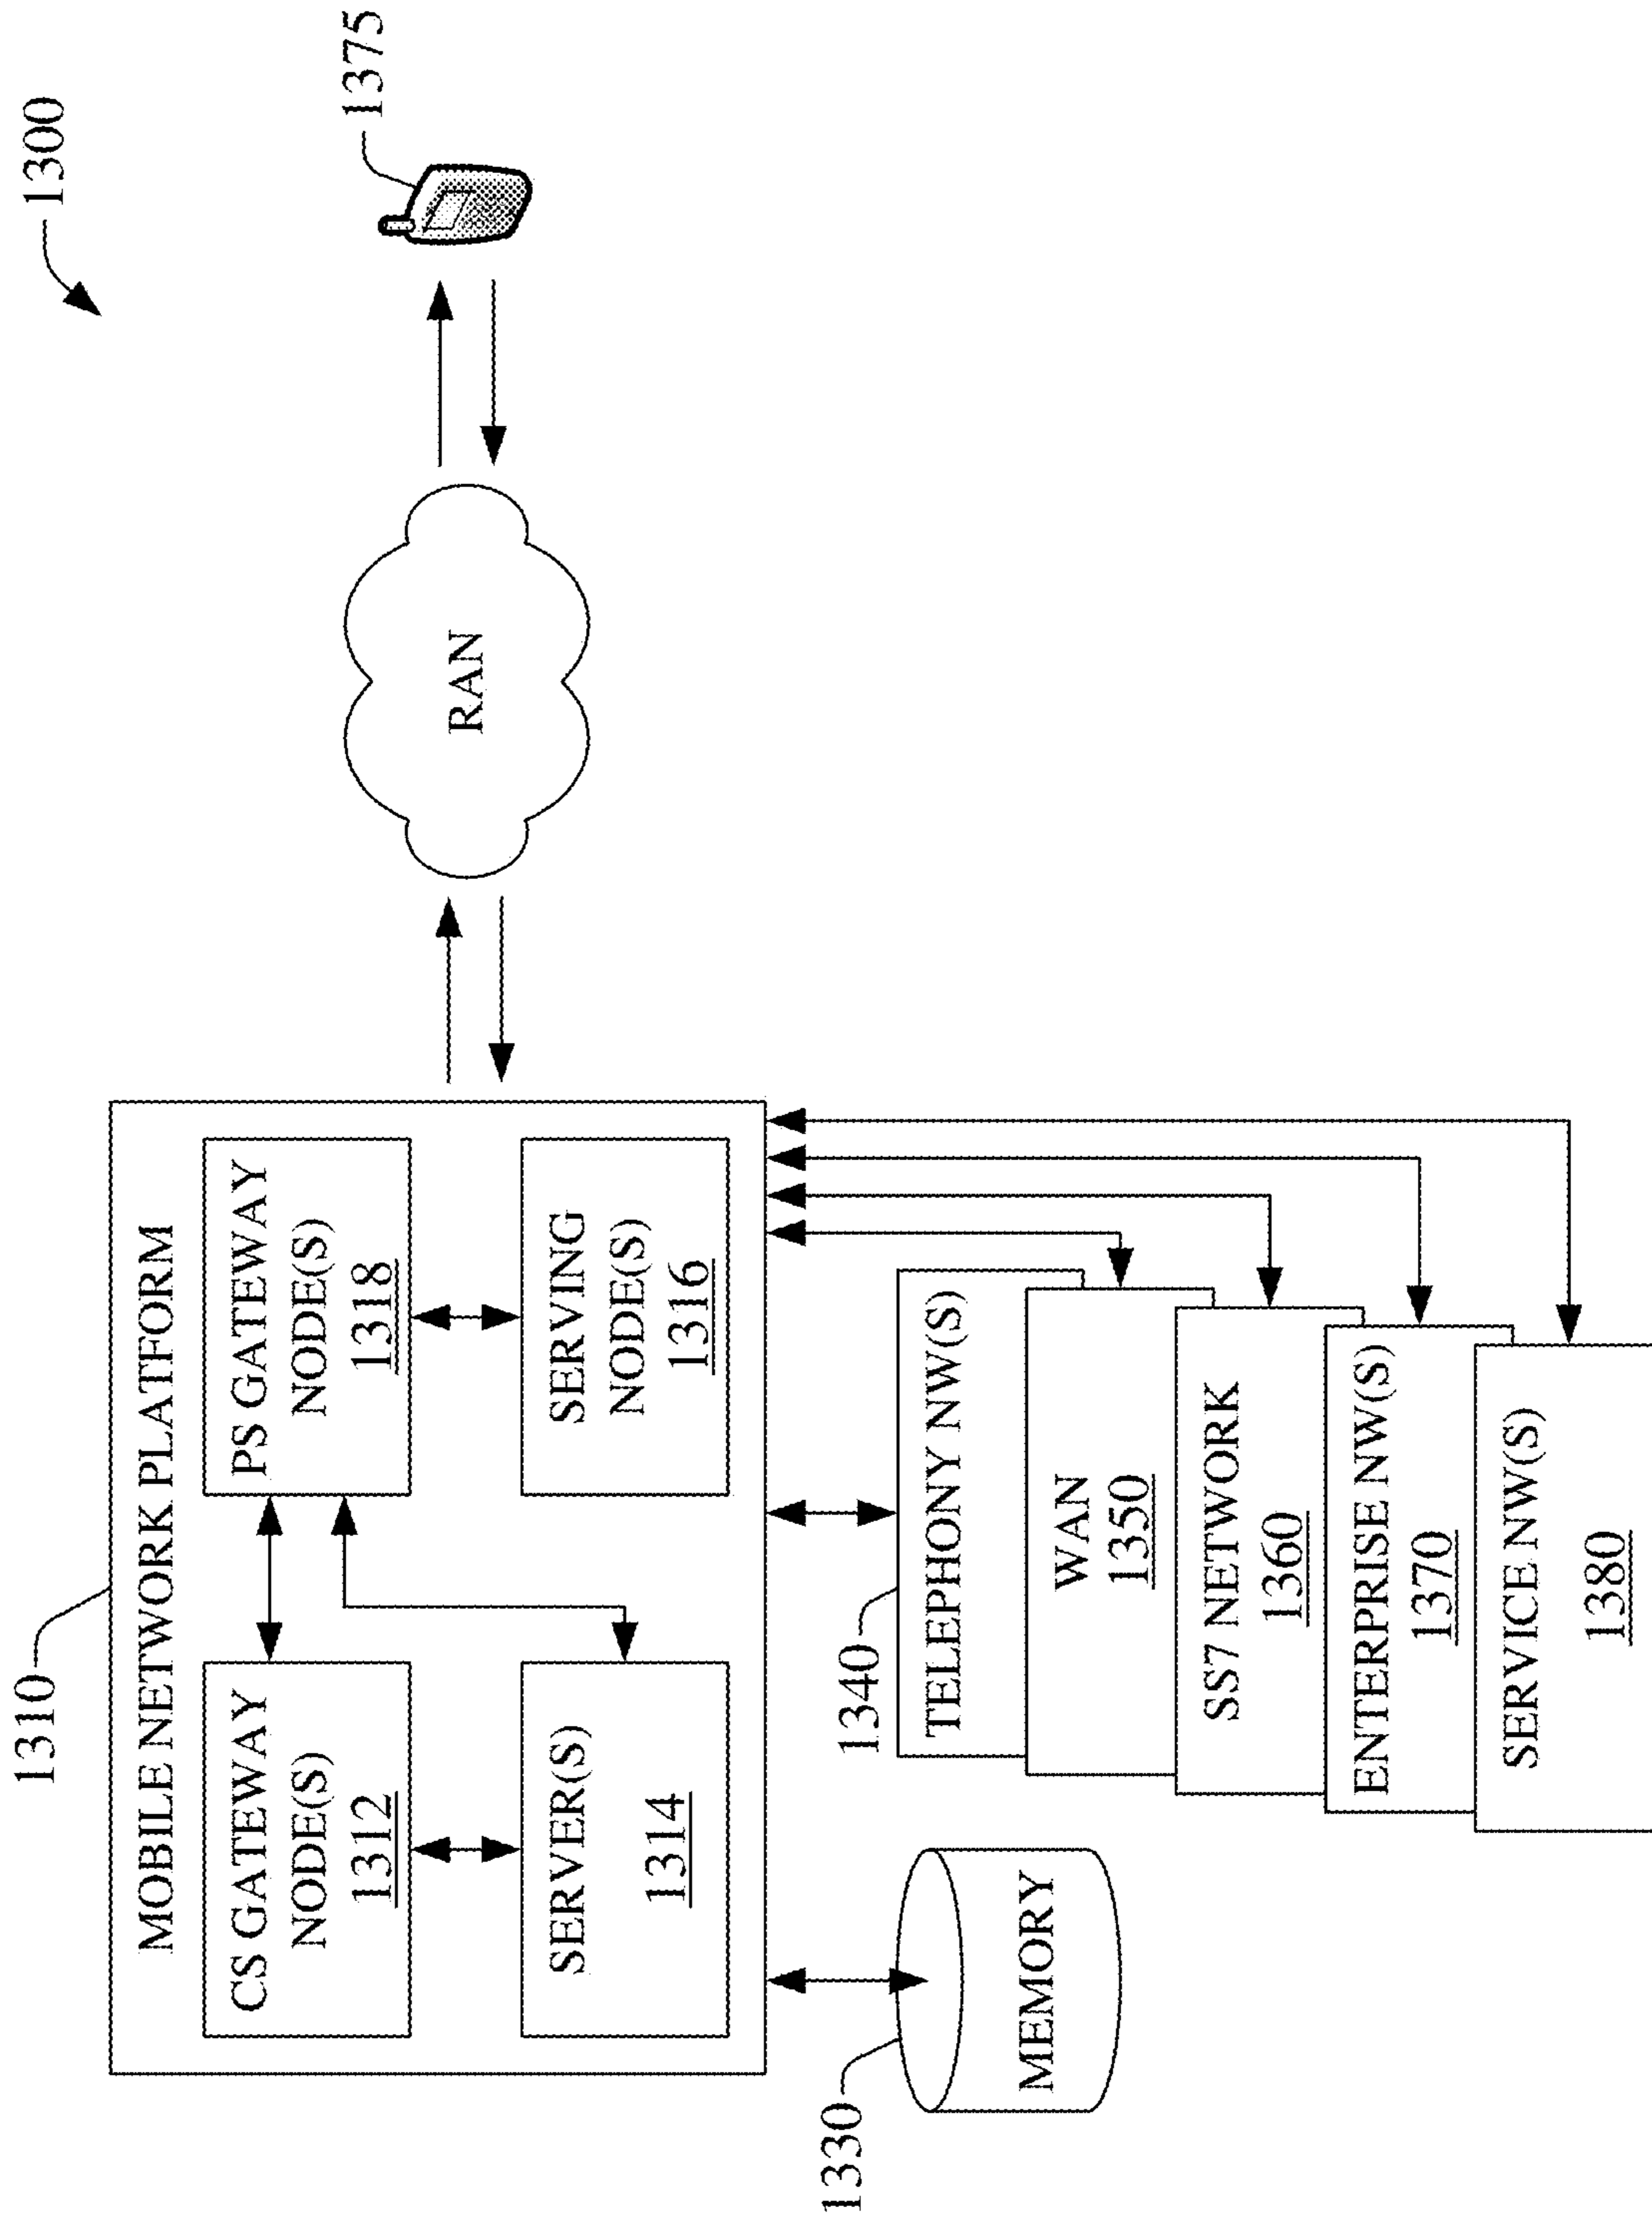 1300
1310
MOBILE NETWORK PLATFORM
CS GATEWAY
NODE(S)
1312
PS GATEWAY
NODE(S)
1318
SERVER(S)
1314
SERVING
NODE(S)
1316
RAN
1375
1330
MEMORY
1340
TELEPHONY NW(S)
WAN
1350
SS7 NETWORK
1360
ENTERPRISE NW(S)
1370
SERVICE NW(S)
1380